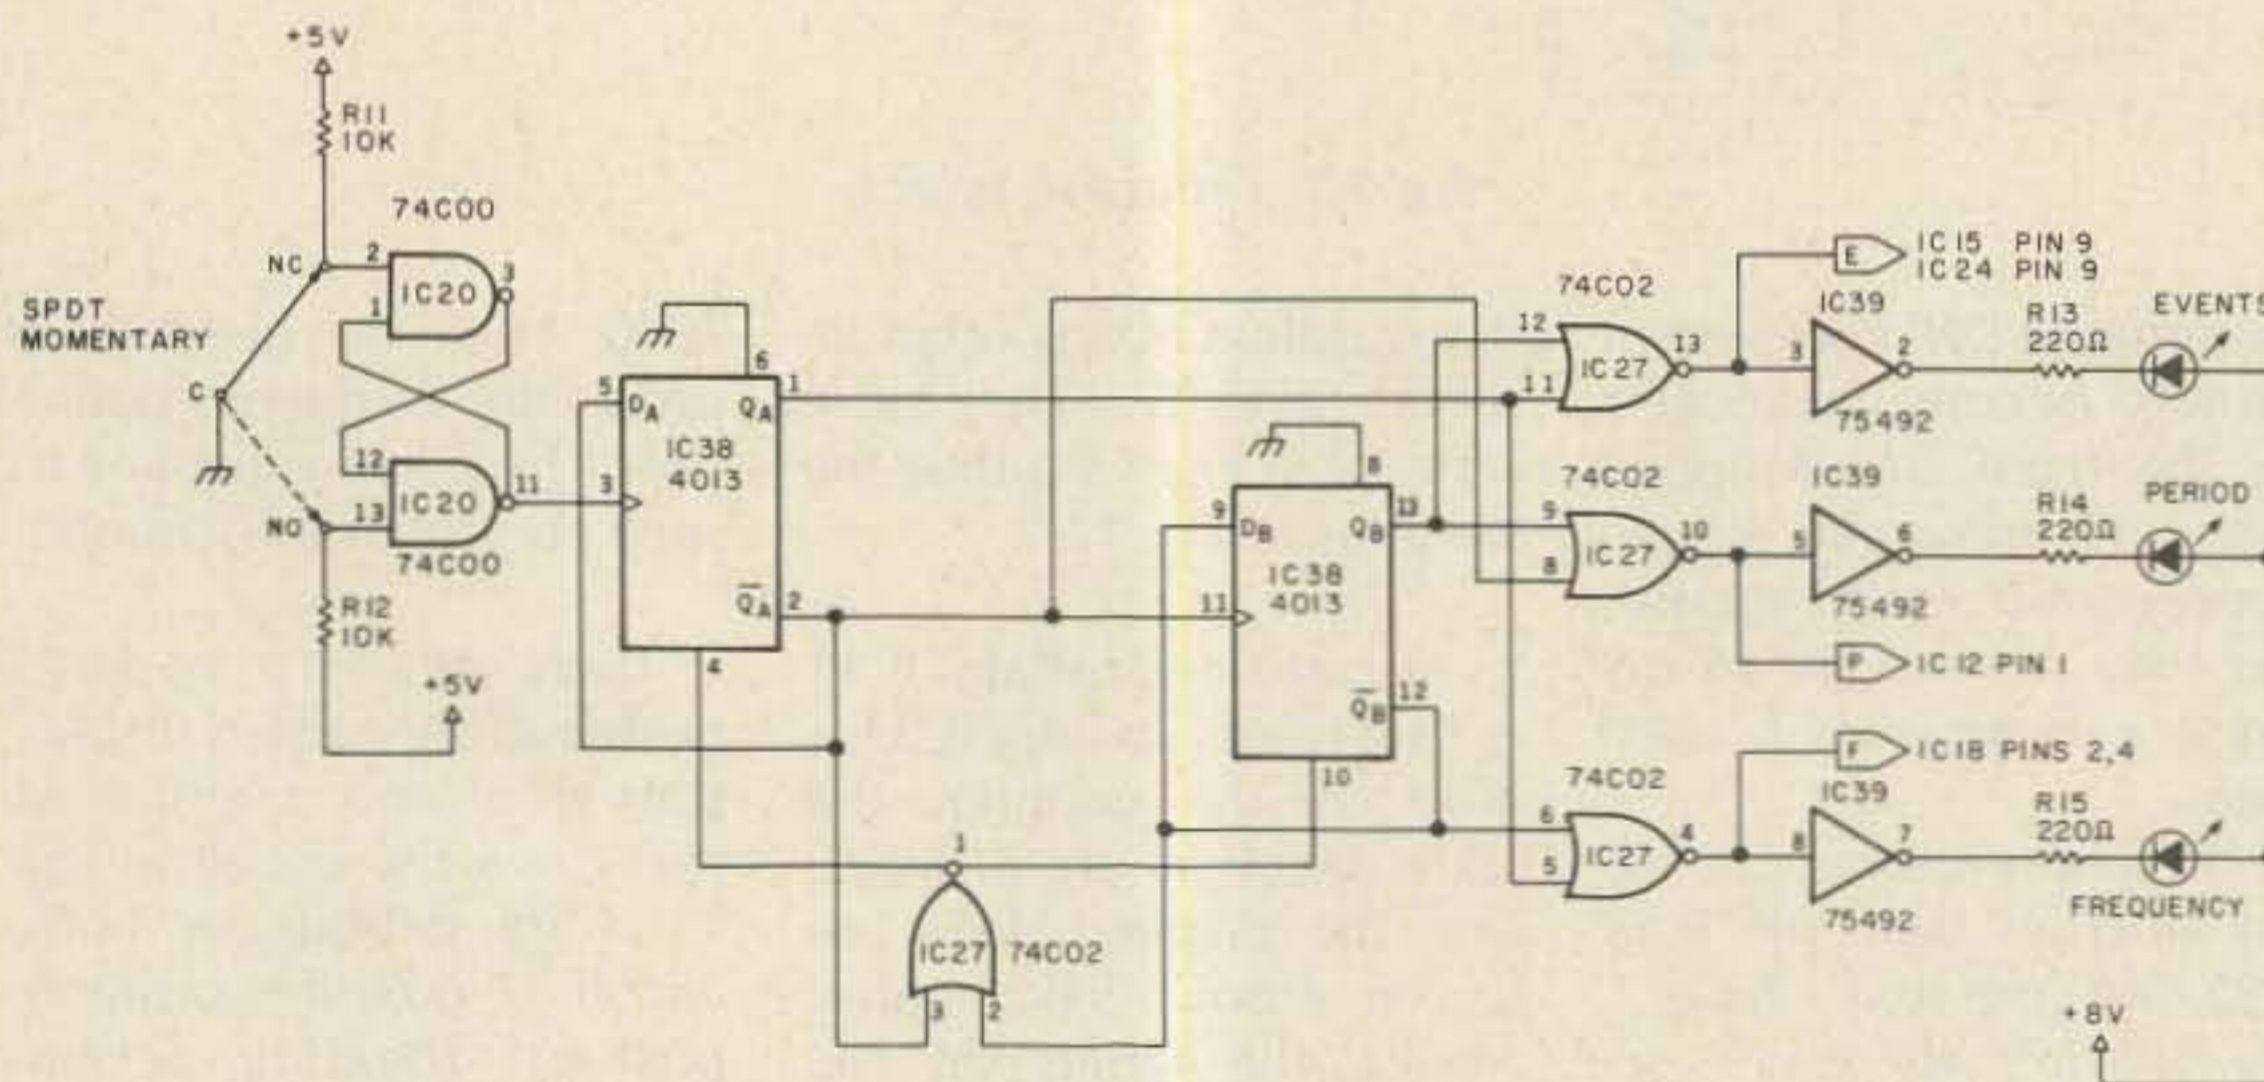 +5V
R11
10K
74C00
NC
2
3
IC20
1
SPDT
MOMENTARY
C
12
11
IC20
NO
13
74C00
R12
10K
+5V
6
5
1
DA
QA
IC38
4013
3
Q̅A
2
4
1
IC27
74C02
3
2
8
9
13
DB
QB
IC38
4013
11
12
Q̅B
10
74C02
12
13
IC27
11
E
IC15 PIN 9
IC24 PIN 9
IC39
3
2
75492
R13
220Ω
EVENTS
74C02
9
10
IC27
8
IC39
5
6
75492
R14
220Ω
PERIOD
P
IC12 PIN 1
F
IC18 PINS 2,4
74C02
6
4
IC27
5
IC39
8
7
75492
R15
220Ω
FREQUENCY
+8V